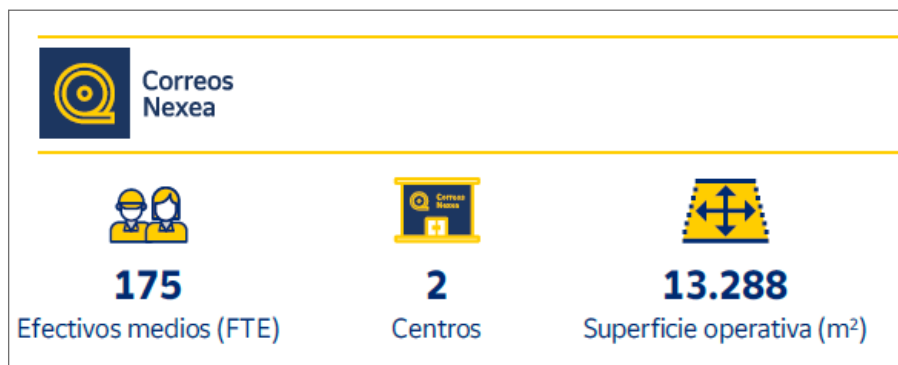 Correos
Nexea
Correos
Nexea
175
2
13.288
Efectivos medios (FTE)
Centros
Superficie operativa (m²)